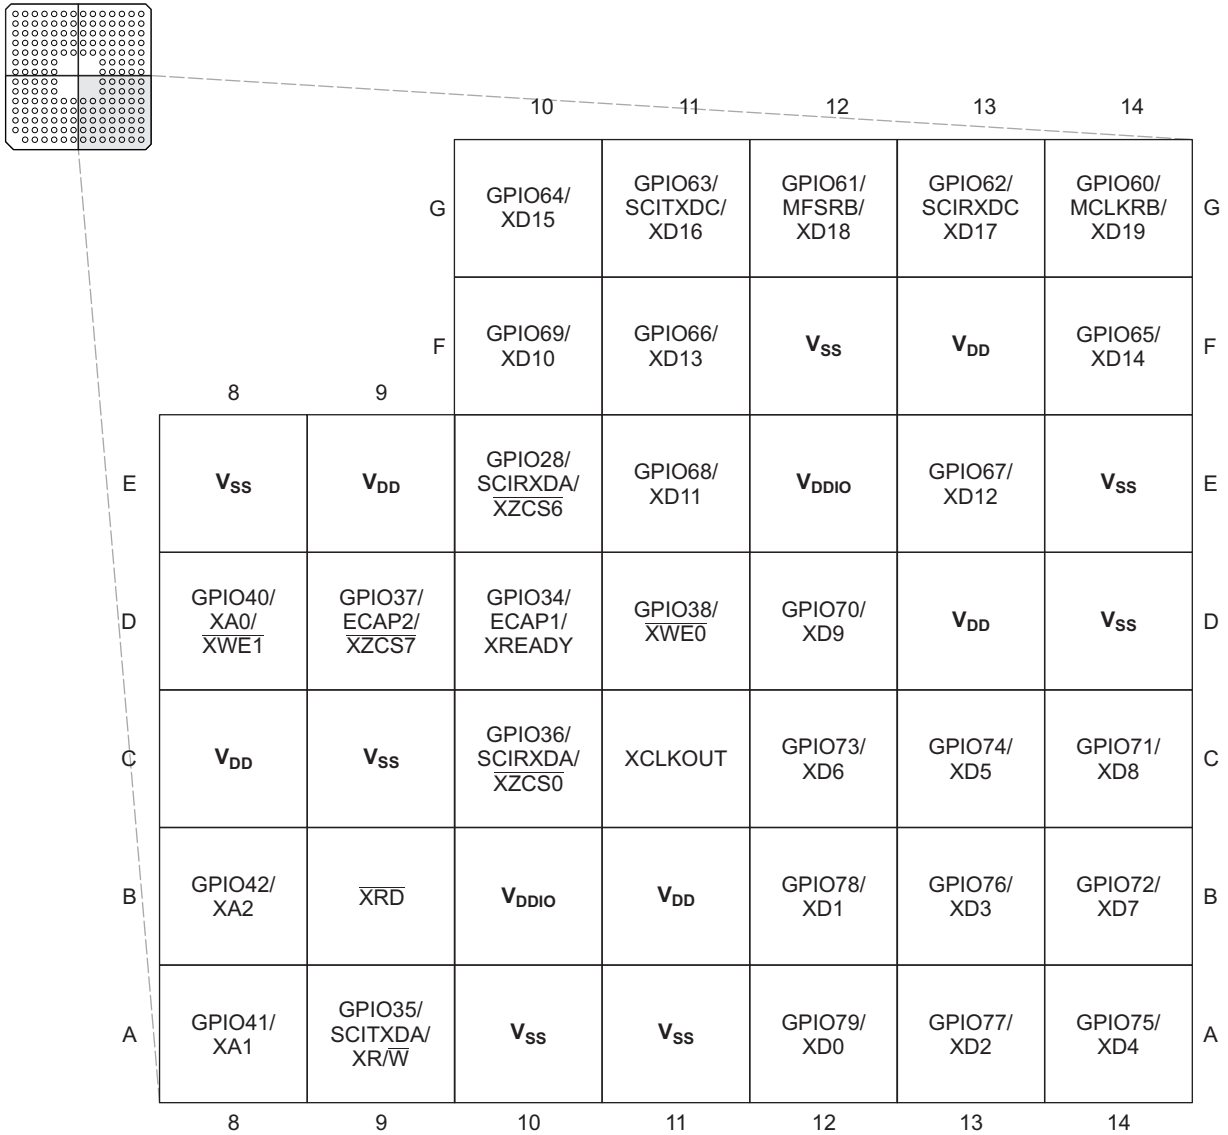 10 11 12 13 14
G GPIO64/ GPIO63/ GPIO61/ GPIO62/ GPIO60/ G
XD15 SCITXDC/ MFSRB/ SCIRXDC MCLKRB/
XD16 XD18 XD17 XD19
F GPIO69/ GPIO66/ VSS VDD GPIO65/ F
XD10 XD13 XD14
8 9
E VSS VDD GPIO28/ GPIO68/ VDDIO GPIO67/ VSS E
SCIRXDA/ XD11 XD12
XZCS6
D GPIO40/ GPIO37/ GPIO34/ GPIO38/ GPIO70/ VDD VSS D
XA0/ ECAP2/ ECAP1/ XWE0 XD9
XWE1 XZCS7 XREADY
C VDD VSS GPIO36/ XCLKOUT GPIO73/ GPIO74/ GPIO71/ C
SCIRXDA/ XD6 XD5 XD8
XZCS0
B GPIO42/ XRD VDDIO VDD GPIO78/ GPIO76/ GPIO72/ B
XA2 XD1 XD3 XD7
A GPIO41/ GPIO35/ VSS VSS GPIO79/ GPIO77/ GPIO75/ A
XA1 SCITXDA/ XD0 XD2 XD4
XR/W
8 9 10 11 12 13 14